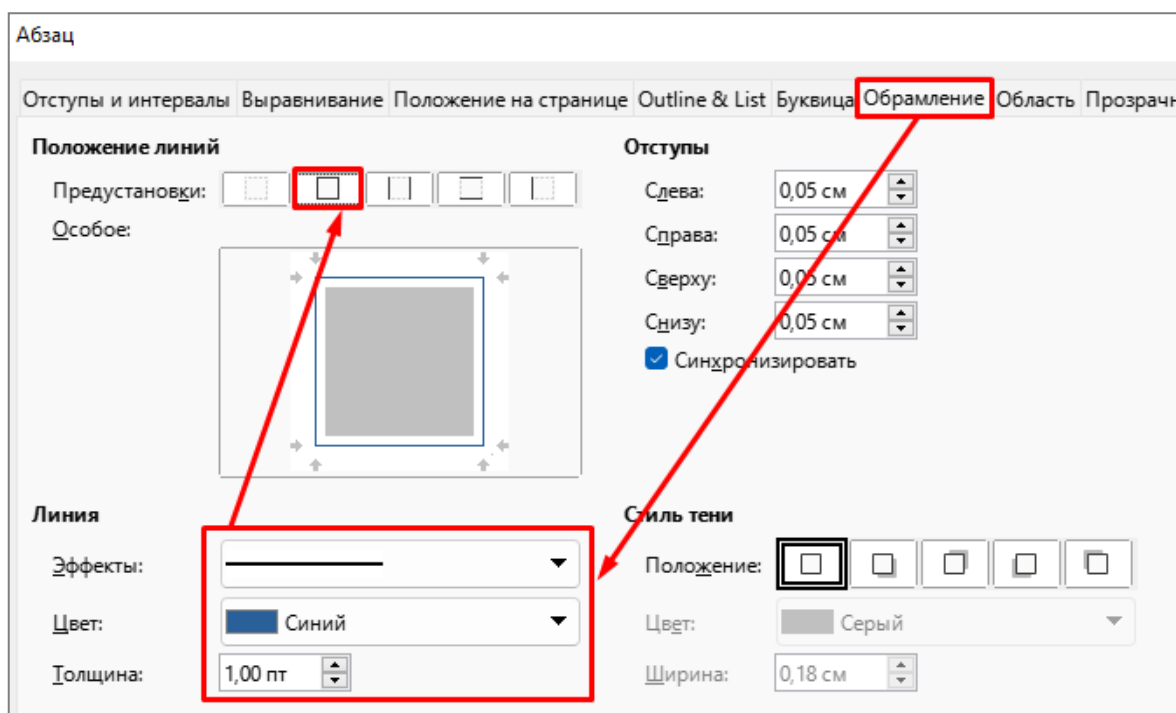 Абзац
Отступы и интервалы Выравнивание Положение на странице Outline & List Буквица Обрамление Область Прозрачн
Положение линий
Предустановки:
Особое:
Отступы
Слева: 0,05 см
Справа: 0,05 см
Сверху: 0,05 см
Снизу: 0,05 см
Синхронизировать
Линия
Эффекты:
Цвет: Синий
Толщина: 1,00 пт
Стиль тени
Положение:
Цвет: Серый
Ширина: 0,18 см